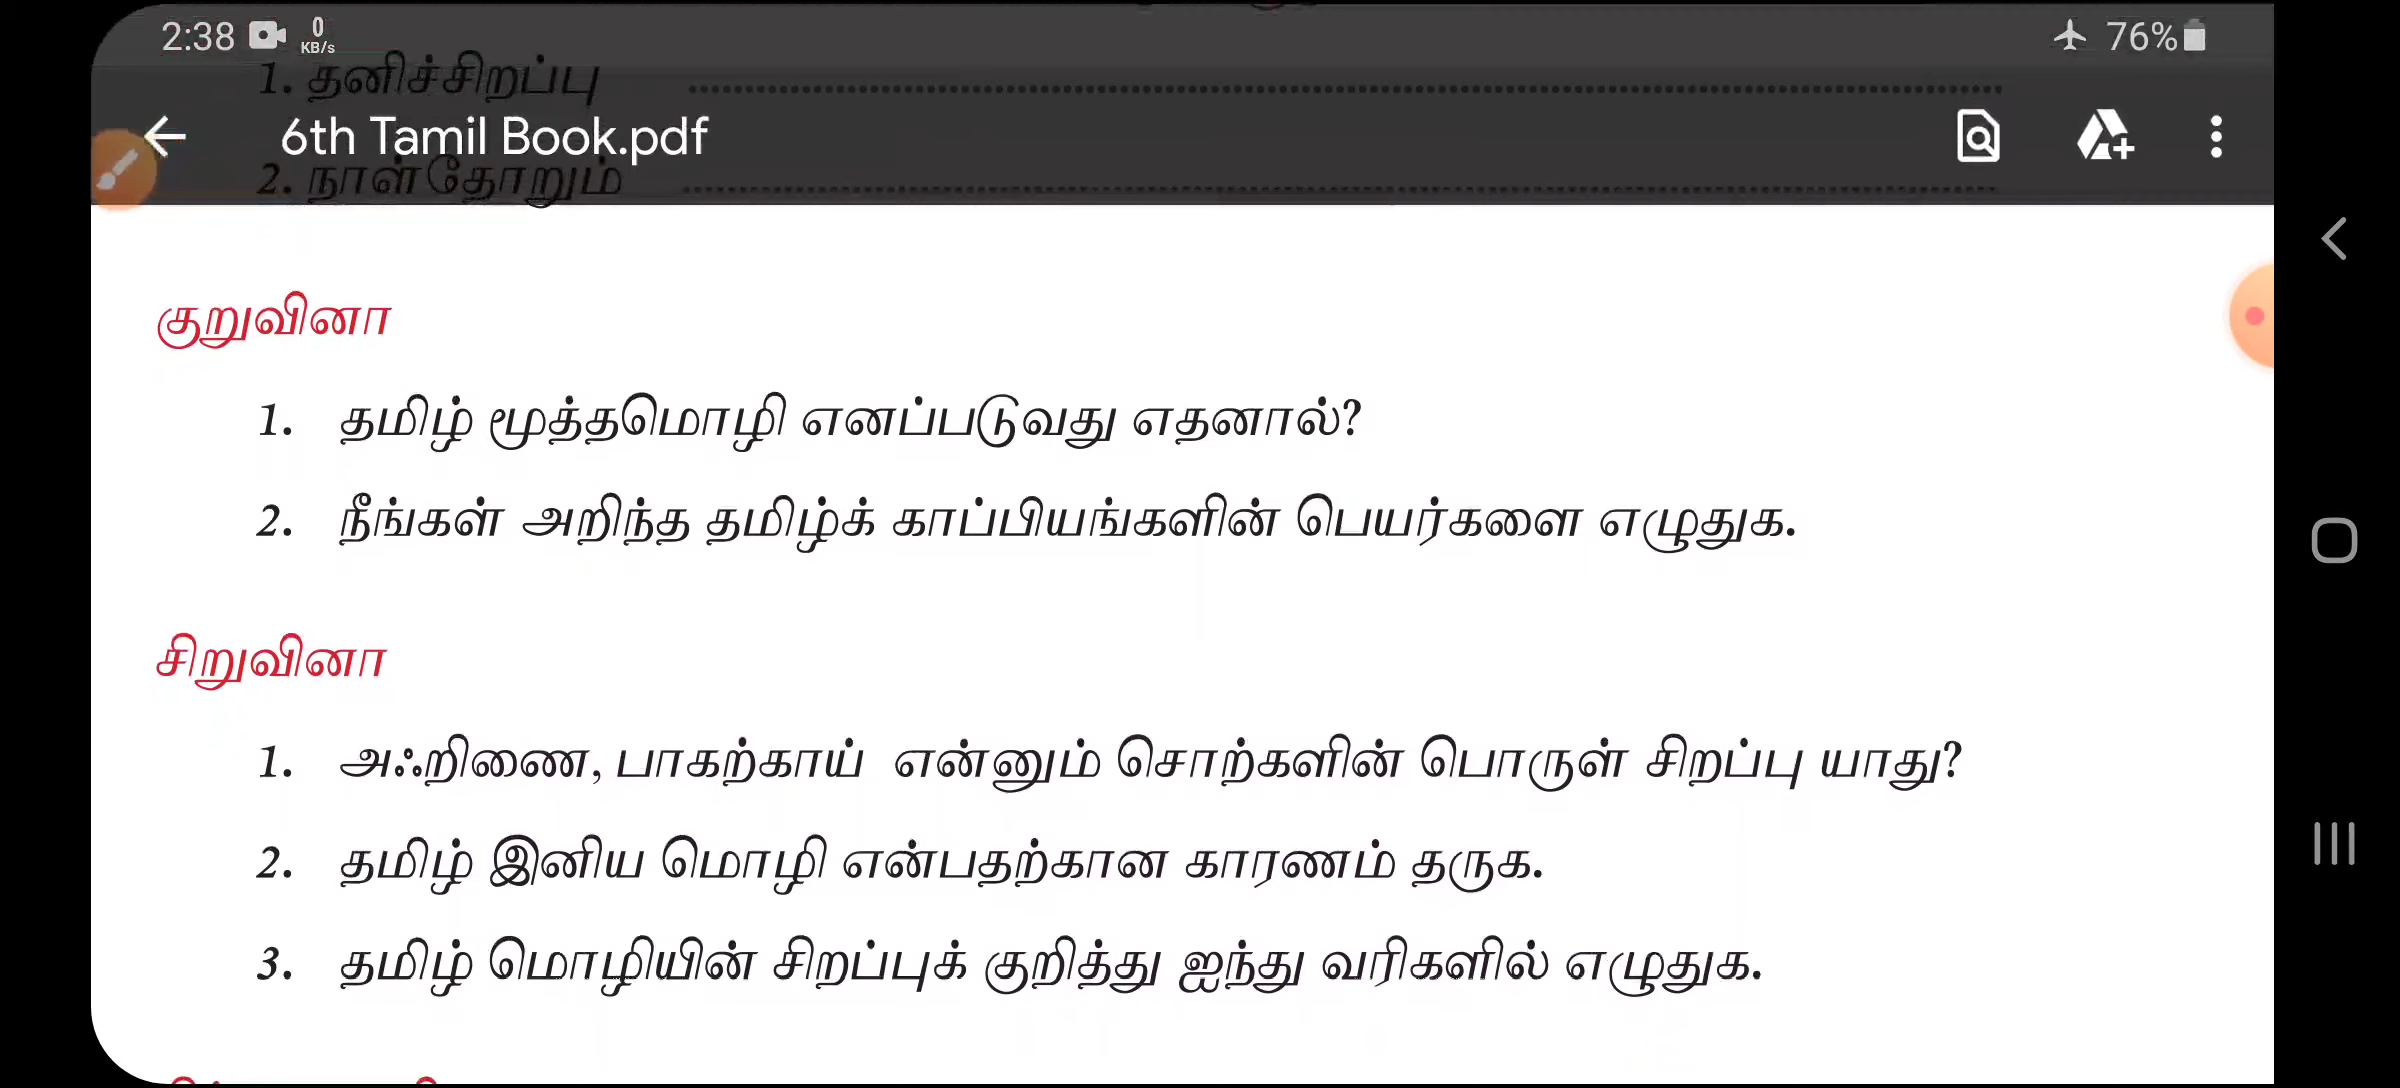 2:38 0 KB/s 76%
1. தனிச்சிறப்பு ........................................................
6th Tamil Book.pdf
2. நாள்தோறும் ........................................................
குறுவினா
1. தமிழ் மூத்தமொழி எனப்படுவது எதனால்?
2. நீங்கள் அறிந்த தமிழ்க் காப்பியங்களின் பெயர்களை எழுதுக.
சிறுவினா
1. அஃறிணை, பாகற்காய் என்னும் சொற்களின் பொருள் சிறப்பு யாது?
2. தமிழ் இனிய மொழி என்பதற்கான காரணம் தருக.
3. தமிழ் மொழியின் சிறப்புக் குறித்து ஐந்து வரிகளில் எழுதுக.